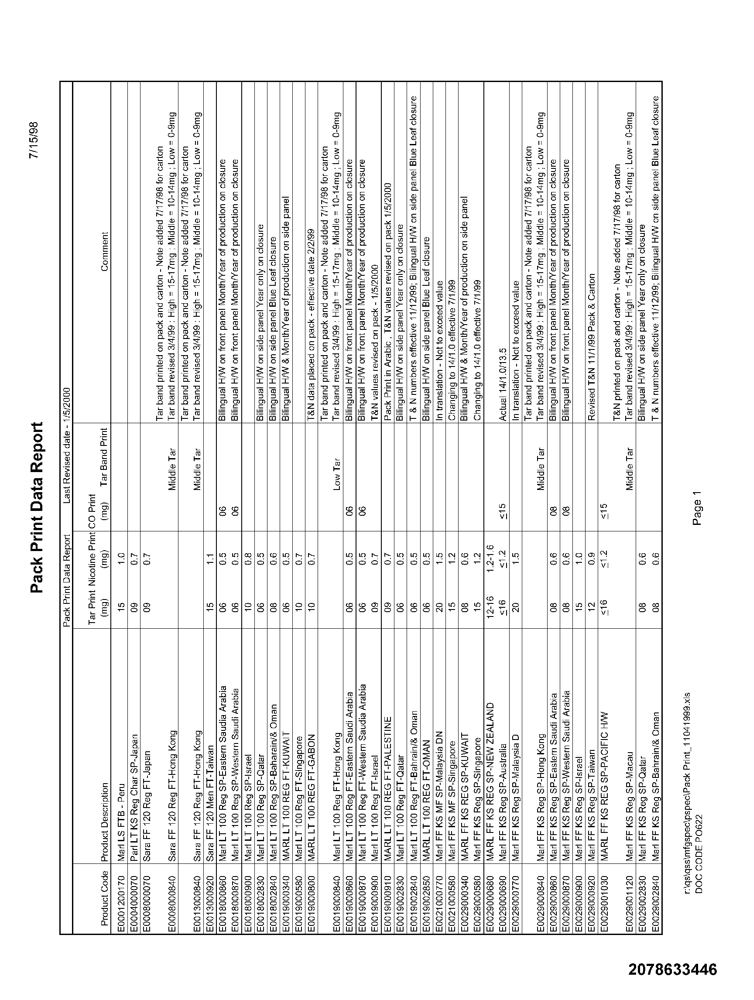 7/15/98
Pack Print Data Report
Pack Print Data Report Last Revised date - 1/5/2000
Tar Print Nicotine Print CO Print
Product Code Product Description (mg) (mg) (mg) Tar Band Print Comment
E0001200170 Marl LS FTB - Peru 15 1.0
E0004000070 Parl LT KS Reg Char SP-Japan 09 0.7
E0008000070 Sara FF 120 Reg FT-Japan 09 0.7
Tar band printed on pack and carton - Note added 7/17/98 for carton
E0008000840 Sara FF 120 Reg FT-Hong Kong Middle Tar Tar band revised 3/4/99 : High = 15-17mg ; Middle = 10-14mg ; Low = 0-9mg
Tar band printed on pack and carton - Note added 7/17/98 for carton
E0013000840 Sara FF 120 Reg FT-Hong Kong Middle Tar Tar band revised 3/4/99 : High = 15-17mg ; Middle = 10-14mg ; Low = 0-9mg
E0013000920 Sara FF 120 Men FT-Taiwan 15 1.1
E0018000860 Marl LT 100 Reg SP-Eastern Saudi Arabia 06 0.5 06 Bilingual H/W on front panel Month/Year of production on closure
E0018000870 Marl LT 100 Reg SP-Western Saudi Arabia 06 0.5 06 Bilingual H/W on front panel Month/Year of production on closure
E0018000900 Marl LT 100 Reg SP-Israel 10 0.8
E0018002830 Marl LT 100 Reg SP-Qatar 06 0.5 Bilingual H/W on side panel Year only on closure
E0018002840 Marl LT 100 Reg SP-Baharain/& Oman 08 0.6 Bilingual H/W on side panel Blue Leaf closure
E0019000340 MARL LT 100 REG FT-KUWAIT 06 0.5 Bilingual H/W & Month/Year of production on side panel
E0019000580 Marl LT 100 Reg FT-Singapore 10 0.7
E0019000800 MARL LT 100 REG FT-GABON 10 0.7 T&N data placed on pack - effective date 2/2/99
Tar band printed on pack and carton - Note added 7/17/98 for carton
E0019000840 Marl LT 100 Reg FT-Hong Kong Low Tar Tar band revised 3/4/99 : High = 15-17mg ; Middle = 10-14mg ; Low = 0-9mg
E0019000860 Marl LT 100 Reg FT-Eastern Saudi Arabia 06 0.5 06 Bilingual H/W on front panel Month/Year of production on closure
E0019000870 Marl LT 100 Reg FT-Western Saudia Arabia 06 0.5 06 Bilingual H/W on front panel Month/Year of production on closure
E0019000900 Marl LT 100 Reg FT-Israel 09 0.7 T&N values revised on pack - 1/5/2000
E0019000910 MARL LT 100 REG FT-PALESTINE 09 0.7 Pack Print in Arabic , T&N values revised on pack 1/5/2000
E0019002830 Marl LT 100 Reg FT-Qatar 06 0.5 Bilingual H/W on side panel Year only on closure
E0019002840 Marl LT 100 Reg FT-Bahrain/& Oman 06 0.5 T & N numbers effective 11/12/99; Bilingual H/W on side panel Blue Leaf closure
E0019002850 MARL LT 100 REG FT-OMAN 06 0.5 Bilingual H/W on side panel Blue Leaf closure
E0021000770 Marl FF KS MF SP-Malaysia DN 20 1.5 In translation - Not to exceed value
E0021000580 Marl FF KS MF SP-Singapore 15 1.2 Changing to 14/1.0 effective 7/1/99
E0029000340 MARL FF KS REG SP-KUWAIT 08 0.6 Bilingual H/W & Month/Year of production on side panel
E0029000580 Marl FF KS Reg SP-Singapore 15 1.2 Changing to 14/1.0 effective 7/1/99
E0029000680 MARL FF KS REG SP-NEW ZEALAND 12-16 1.2-1.6
E0029000690 Marl FF KS Reg SP-Australia ≤16 ≤1.2 ≤15 Actual 14/1.0/13.5
E0029000770 Marl FF KS Reg SP-Malaysia D 20 1.5 In translation - Not to exceed value
Tar band printed on pack and carton - Note added 7/17/98 for carton
E0029000840 Marl FF KS Reg SP-Hong Kong Middle Tar Tar band revised 3/4/99 : High = 15-17mg ; Middle = 10-14mg ; Low = 0-9mg
E0029000860 Marl FF KS Reg SP-Eastern Saudi Arabia 08 0.6 08 Bilingual H/W on front panel Month/Year of production on closure
E0029000870 Marl FF KS Reg SP-Western Saudi Arabia 08 0.6 08 Bilingual H/W on front panel Month/Year of production on closure
E0029000900 Marl FF KS Reg SP-Israel 15 1.0
E0029000920 Marl FF KS Reg SP-Taiwan 12 0.9 Revised T&N 11/1/99 Pack & Carton
E0029001030 MARL FF KS REG SP-PACIFIC H/W ≤16 ≤1.2 ≤15
T&N printed on pack and carton - Note added 7/17/98 for carton
E0029001120 Marl FF KS Reg SP-Macau Middle Tar Tar band revised 3/4/99 : High = 15-17mg ; Middle = 10-14mg ; Low = 0-9mg
E0029002830 Marl FF KS Reg SP-Qatar 08 0.6 Bilingual H/W on side panel Year only on closure
E0029002840 Marl FF KS Reg SP-Bahrain/& Oman 08 0.6 T & N numbers effective 11/12/99; Bilingual H/W on side panel Blue Leaf closure
r:\qs\qss\mfgspec\pspec\Pack Print_11041999.xls
DOC CODE PO622
Page 1
2078633446